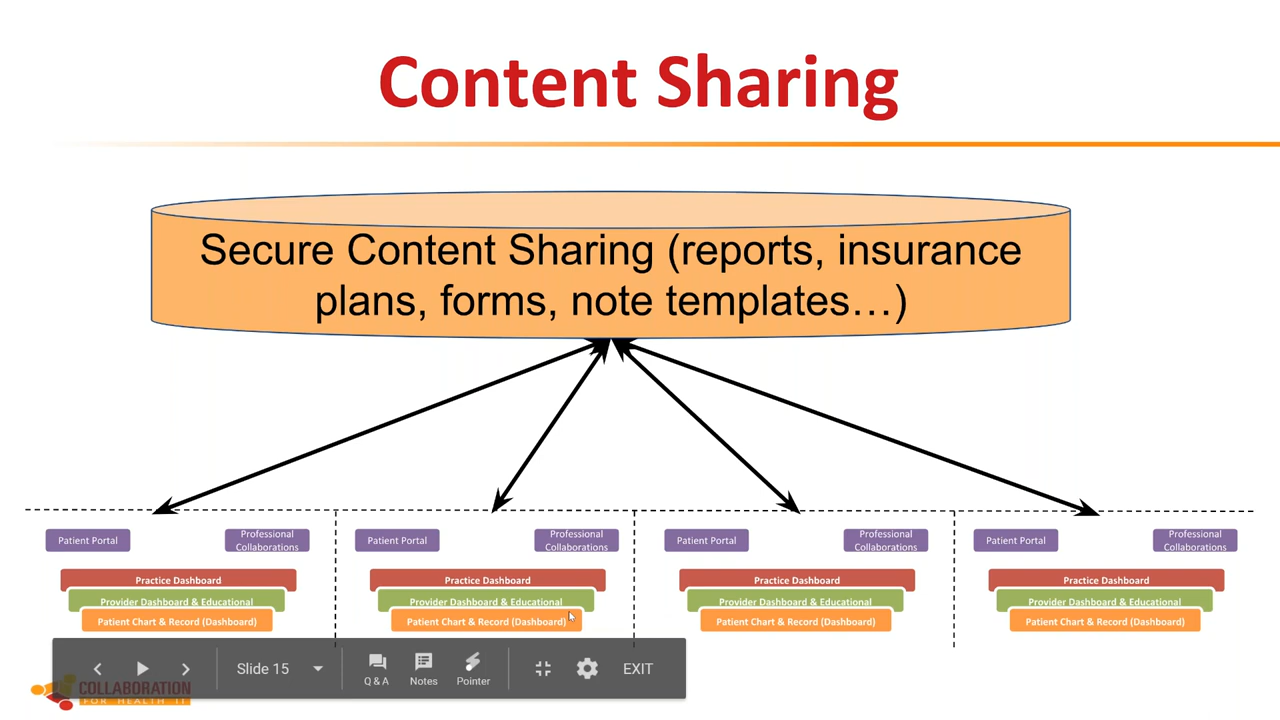 Content Sharing
Secure Content Sharing (reports, insurance
plans, forms, note templates…)
Patient Portal
Professional
Collaborations
Practice Dashboard
Provider Dashboard & Educational
Patient Chart & Record (Dashboard)
Patient Portal
Professional
Collaborations
Practice Dashboard
Provider Dashboard & Educational
Patient Chart & Record (Dashboard)
Patient Portal
Professional
Collaborations
Practice Dashboard
Provider Dashboard & Educational
Patient Chart & Record (Dashboard)
Patient Portal
Professional
Collaborations
Practice Dashboard
Provider Dashboard & Educational
Patient Chart & Record (Dashboard)
Slide 15
Q & A
Notes
Pointer
EXIT
COLLABORATION
FOR HEALTH IT